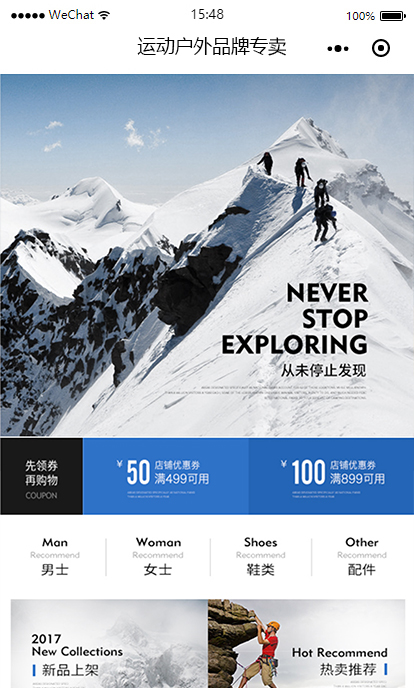 WeChat 15:48 100%
运动户外品牌专卖
NEVER
STOP
EXPLORING
从未停止发现
先领券
再购物
COUPON
¥50 店铺优惠券
满499可用
¥100 店铺优惠券
满899可用
Man Woman Shoes Other
Recommend Recommend Recommend Recommend
男士 女士 鞋类 配件
2017
New Collections
新品上架
Hot Recommend
热卖推荐